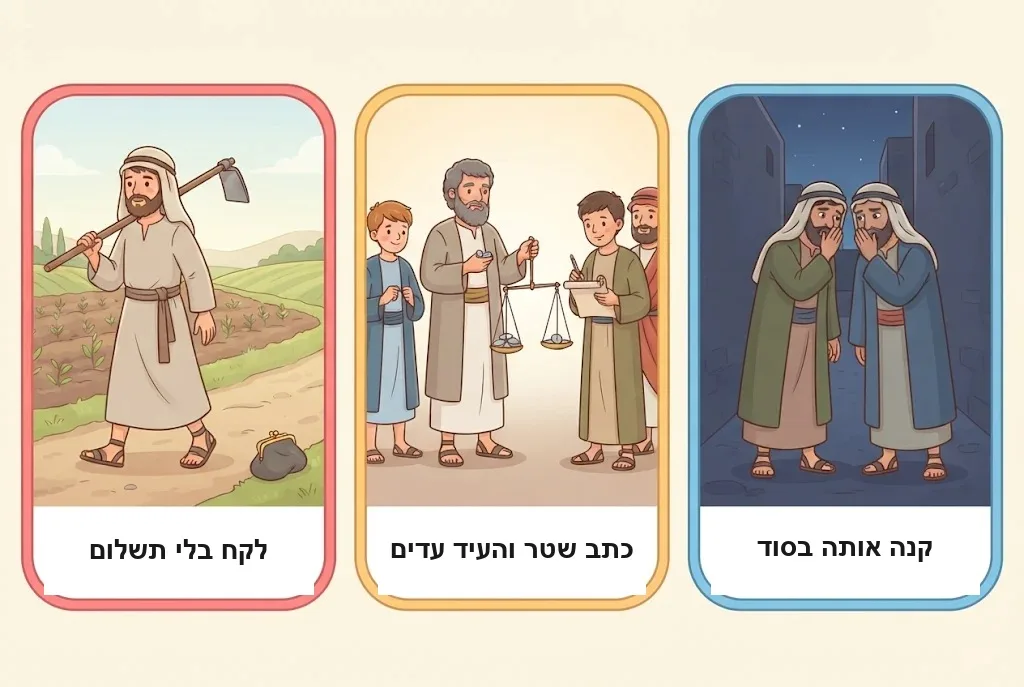 קנה אותה בסוד
כתב שטר והעיד עדים
לקח בלי תשלום